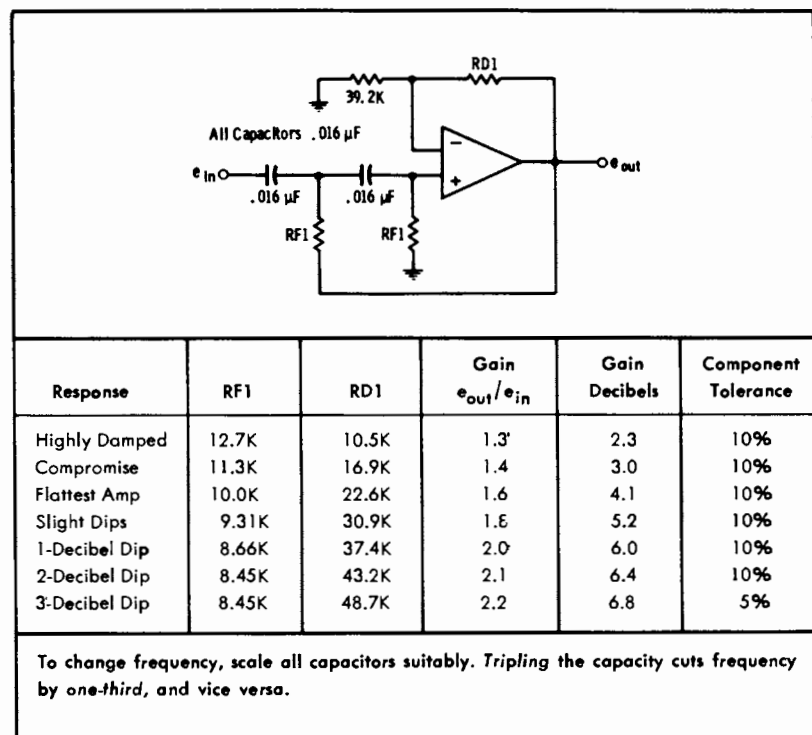 RD1
39.2K
All Capacitors .016 µF
−
+
e in
e out
.016 µF .016 µF
RF1 RF1
Response RF1 RD1 Gain e out/e in Gain Decibels Component Tolerance
Highly Damped 12.7K 10.5K 1.3 2.3 10%
Compromise 11.3K 16.9K 1.4 3.0 10%
Flattest Amp 10.0K 22.6K 1.6 4.1 10%
Slight Dips 9.31K 30.9K 1.8 5.2 10%
1-Decibel Dip 8.66K 37.4K 2.0 6.0 10%
2-Decibel Dip 8.45K 43.2K 2.1 6.4 10%
3-Decibel Dip 8.45K 48.7K 2.2 6.8 5%
To change frequency, scale all capacitors suitably. Tripling the capacity cuts frequency
by one-third, and vice versa.